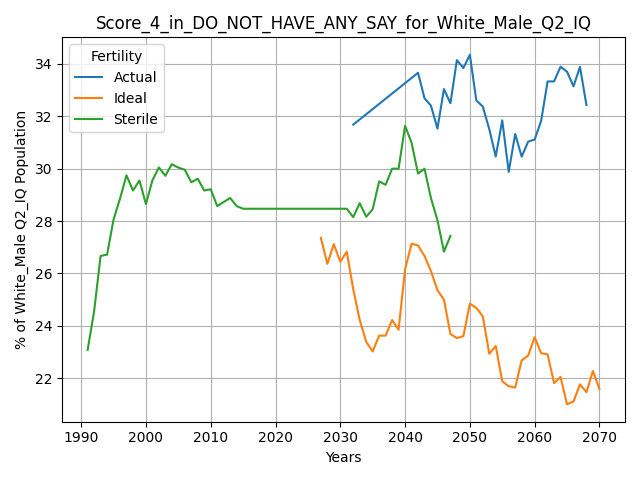 Score_4_in_DO_NOT_HAVE_ANY_SAY_for_White_Male_Q2_IQ
Fertility
Actual
Ideal
Sterile
% of White_Male Q2_IQ Population
34
32
30
28
26
24
22
1990
2000
2010
2020
2030
2040
2050
2060
2070
Years